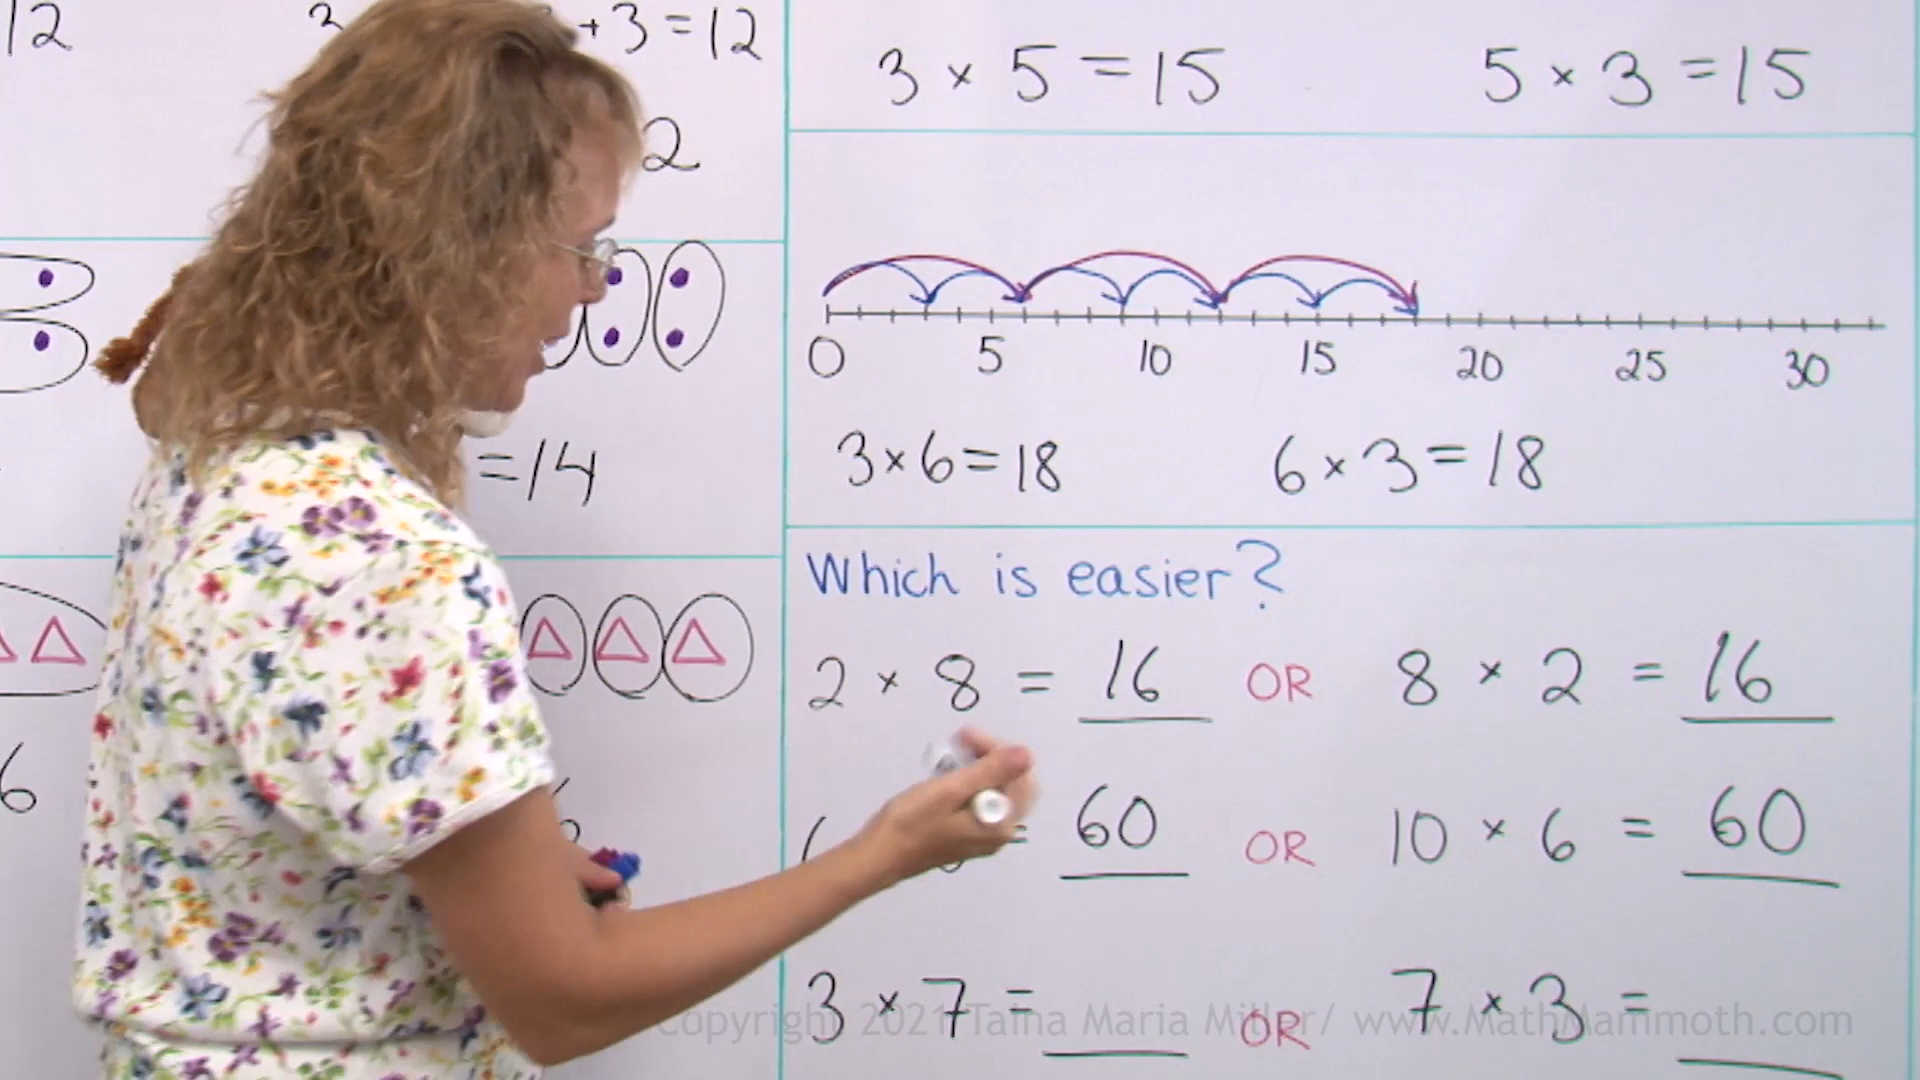 12
+3=12
2
=14
6
3 × 5 = 15
5 × 3 = 15
0 5 10 15 20 25 30
3 × 6 = 18
6 × 3 = 18
Which is easier?
2 × 8 = 16 OR 8 × 2 = 16
= 60 OR 10 × 6 = 60
3 × 7 = OR 7 × 3 =
Copyright 2021 Taina Maria Miller / www.MathMammoth.com